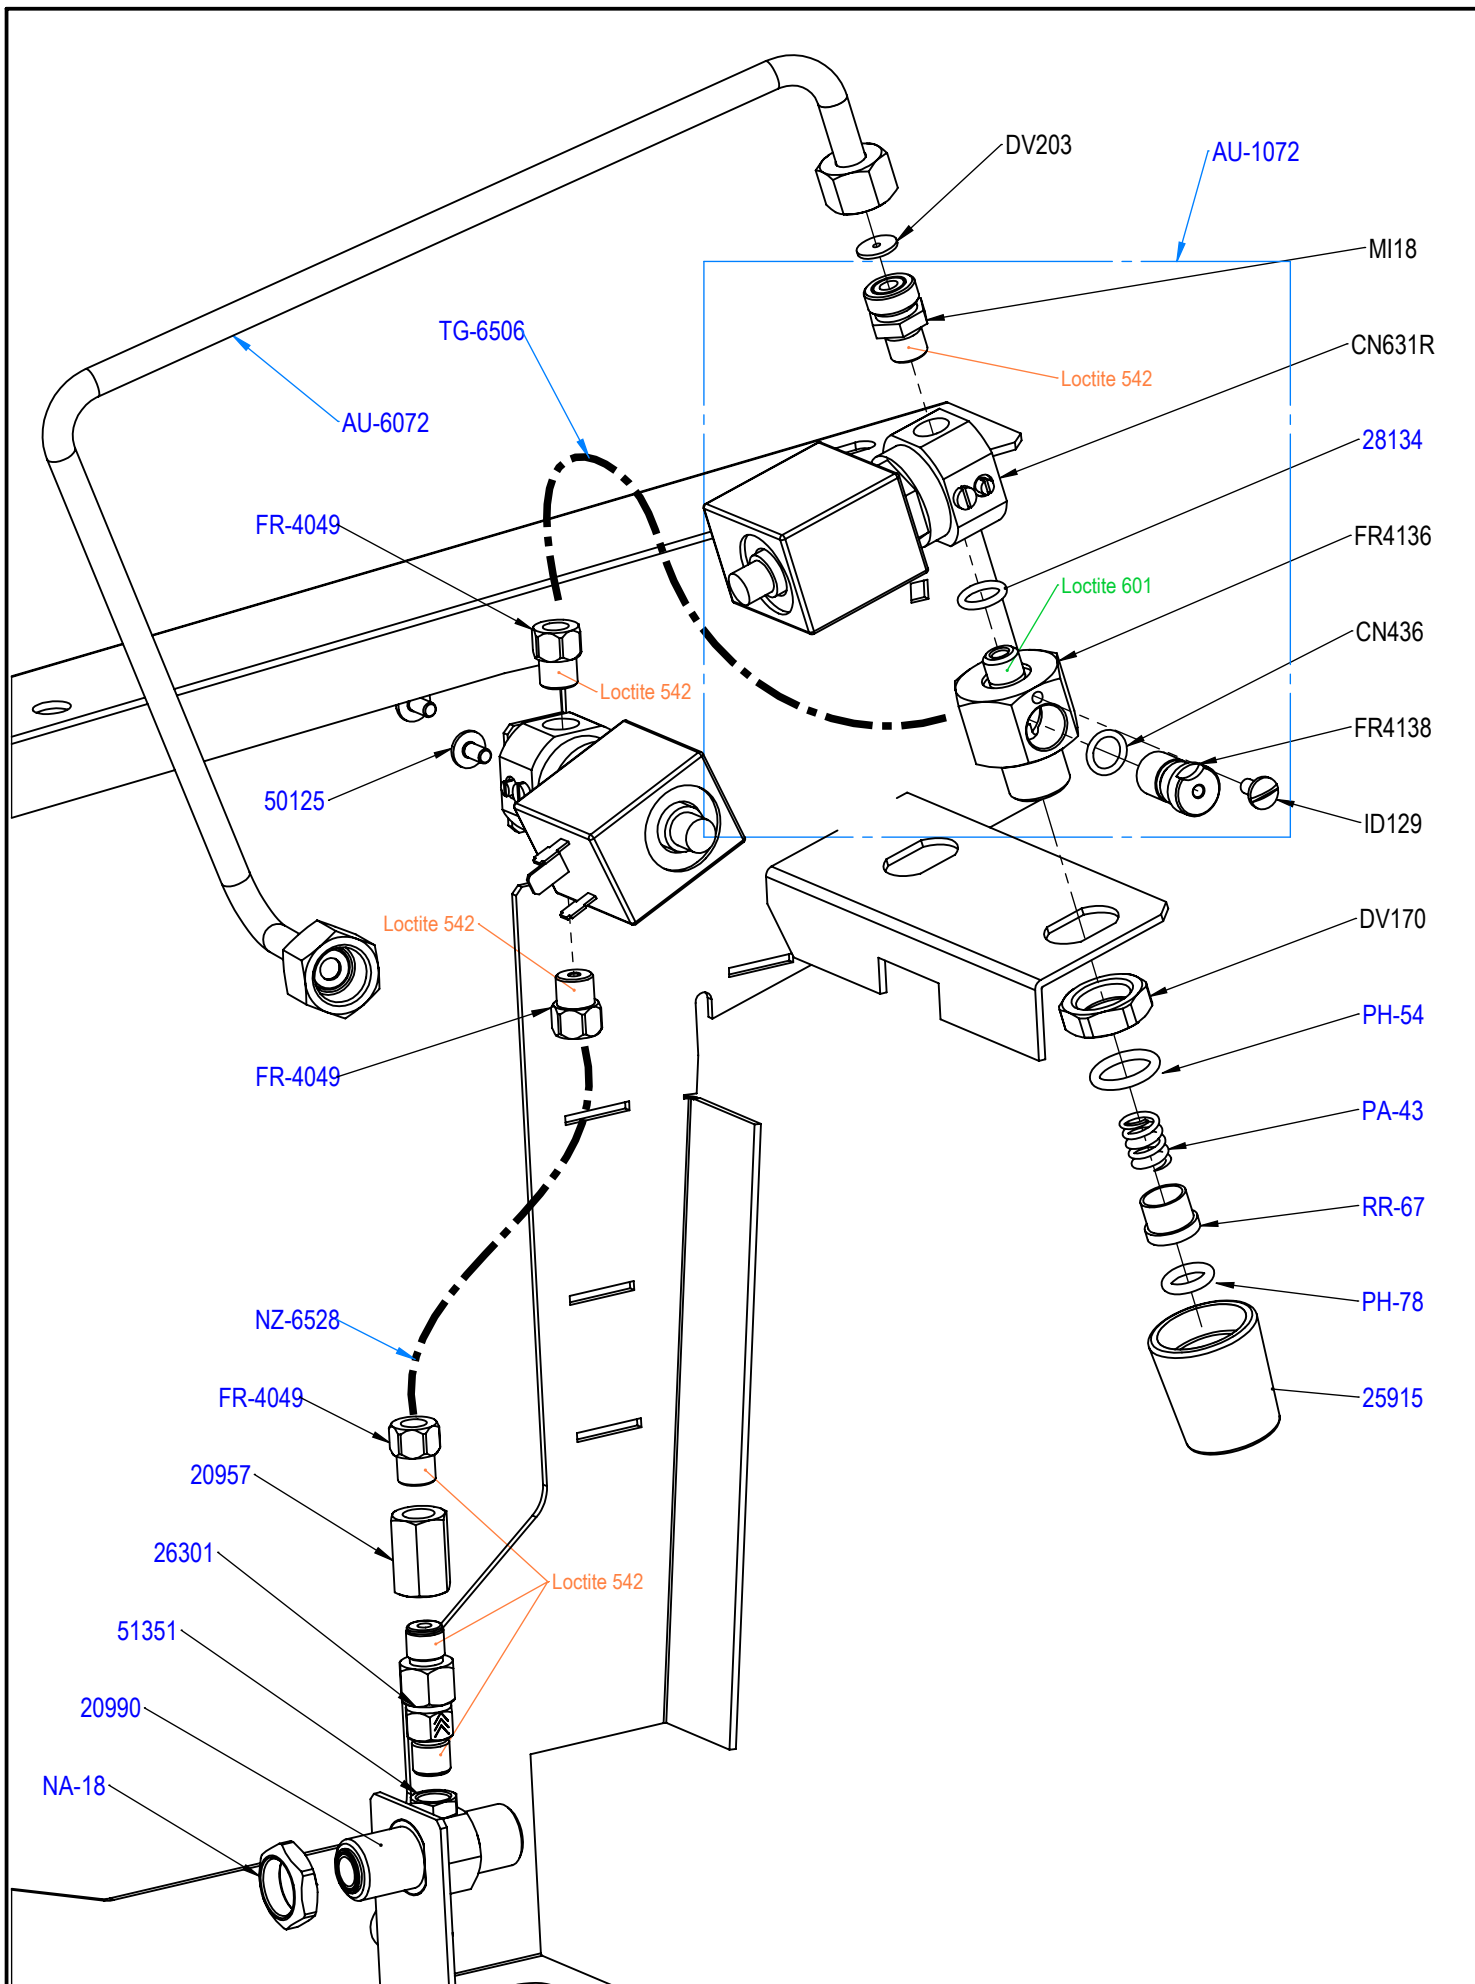 DV203
AU-1072
MI18
TG-6506
CN631R
Loctite 542
AU-6072
28134
FR-4049
FR4136
Loctite 601
CN436
Loctite 542
FR4138
50125
ID129
DV170
Loctite 542
PH-54
FR-4049
PA-43
RR-67
PH-78
NZ-6528
FR-4049
25915
20957
26301
Loctite 542
51351
20990
NA-18